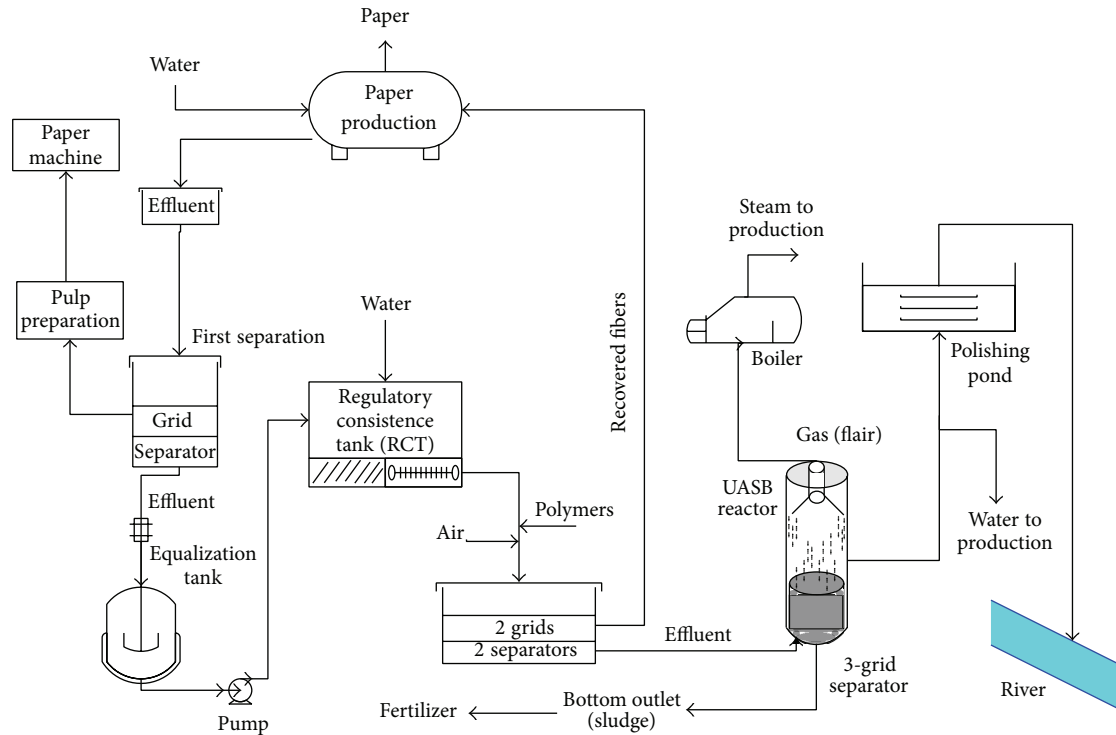 Paper
Water
Paper
production
Paper
machine
Effluent
Steam to
production
Pulp
preparation
Water
First separation
Boiler
Polishing
pond
Recovered fibers
Regulatory
consistence
tank (RCT)
Grid
Separator
Gas (flair)
UASB
reactor
Effluent
Polymers
Air
Water to
production
Equalization
tank
2 grids
2 separators
Effluent
3-grid
separator
River
Pump
Fertilizer
Bottom outlet
(sludge)